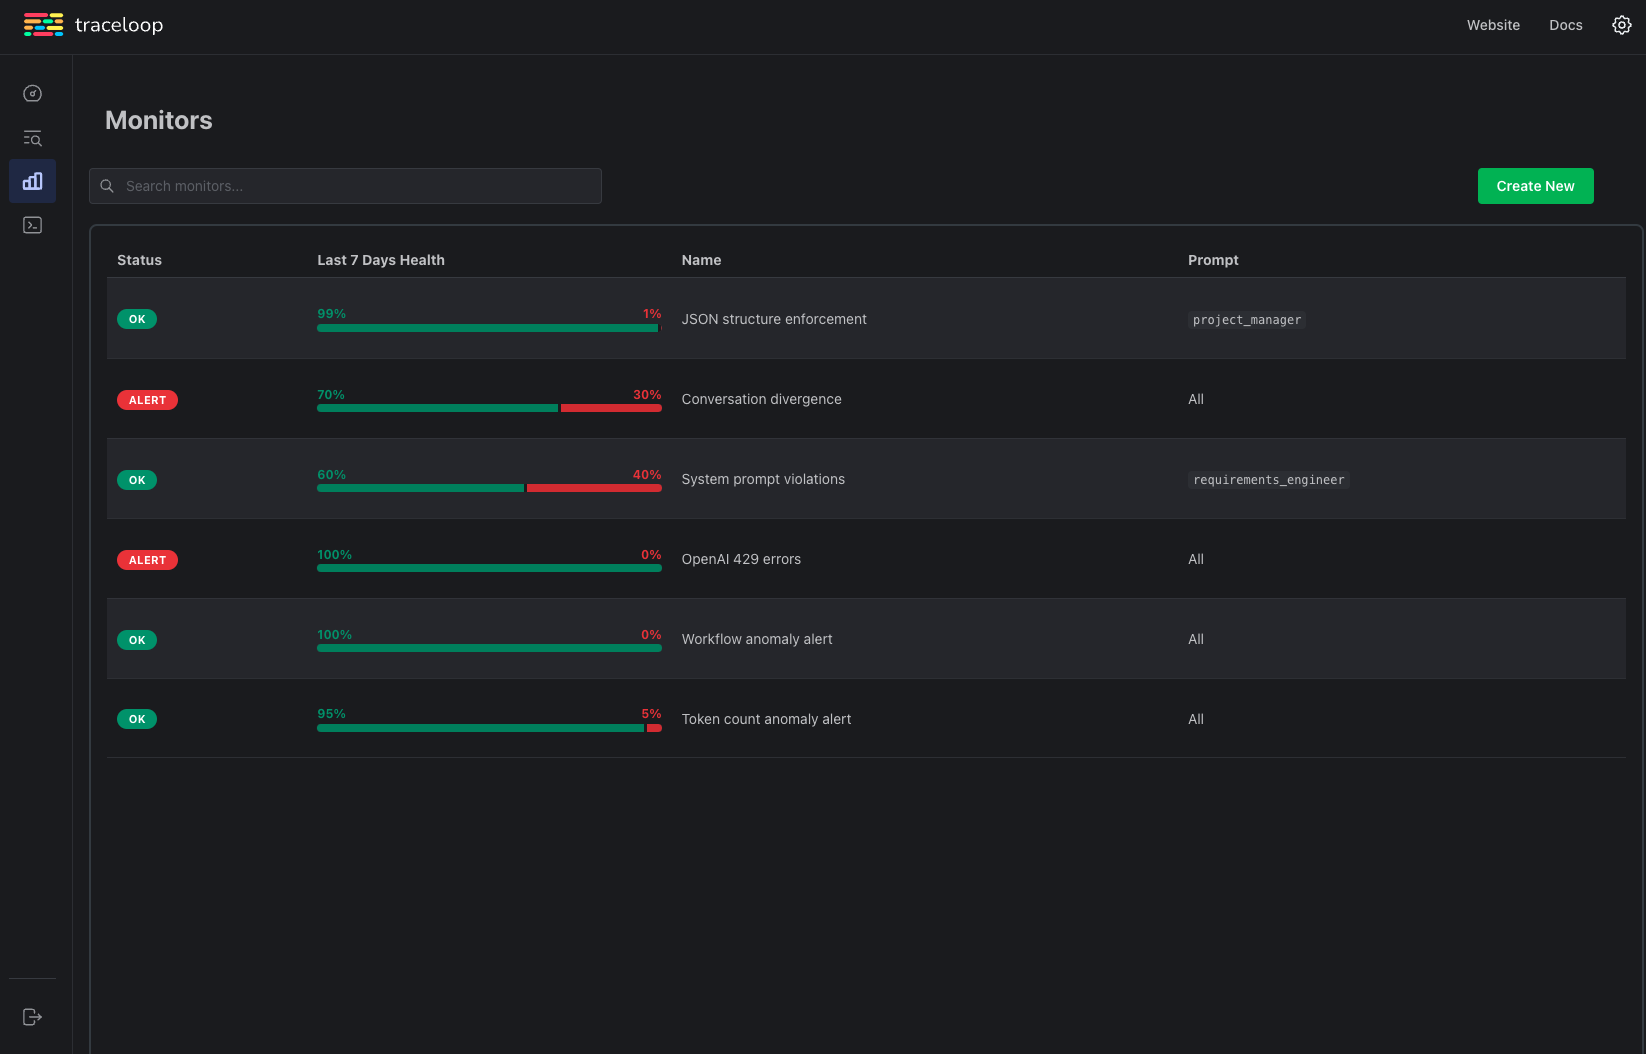 traceloop
Website Docs
Monitors
Search monitors...
Create New
Status Last 7 Days Health Name Prompt
OK 99% 1% JSON structure enforcement project_manager
ALERT 70% 30% Conversation divergence All
OK 60% 40% System prompt violations requirements_engineer
ALERT 100% 0% OpenAI 429 errors All
OK 100% 0% Workflow anomaly alert All
OK 95% 5% Token count anomaly alert All